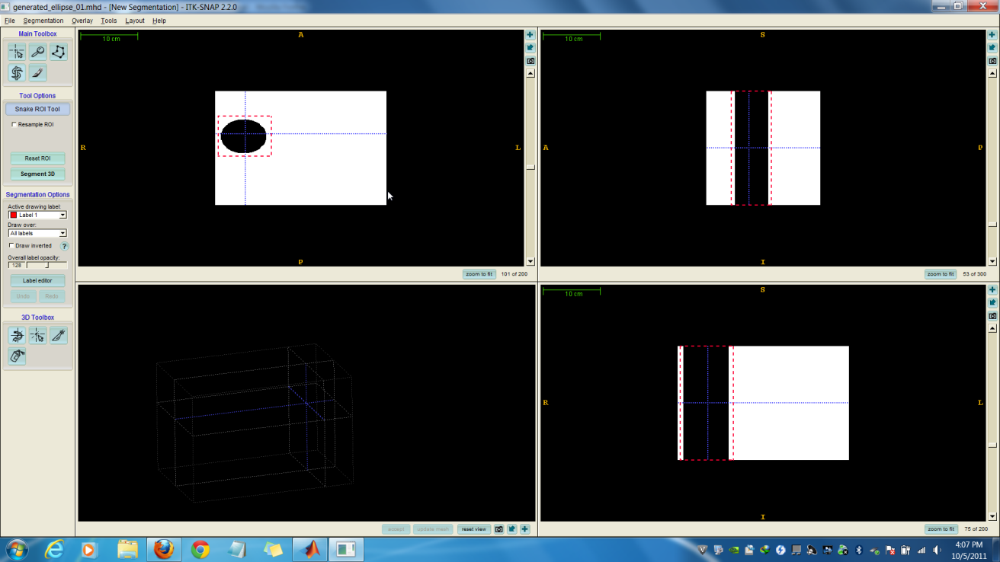 generated_ellipse_01.mhd - [New Segmentation] - ITK-SNAP 2.2.0
File Segmentation Overlay Tools Layout Help
Main Toolbox
Tool Options
Snake ROI Tool
Resample ROI
Reset ROI
Segment 3D
Segmentation Options
Active drawing label:
Label 1
Draw over:
All labels
Draw inverted ?
Overall label opacity:
128
Label editor
Undo Redo
3D Toolbox
10 cm
A
R
L
P
zoom to fit 101 of 200
10 cm
S
A
P
I
zoom to fit 53 of 300
accept update mesh reset view
10 cm
S
R
L
I
zoom to fit 75 of 200
4:07 PM
10/5/2011